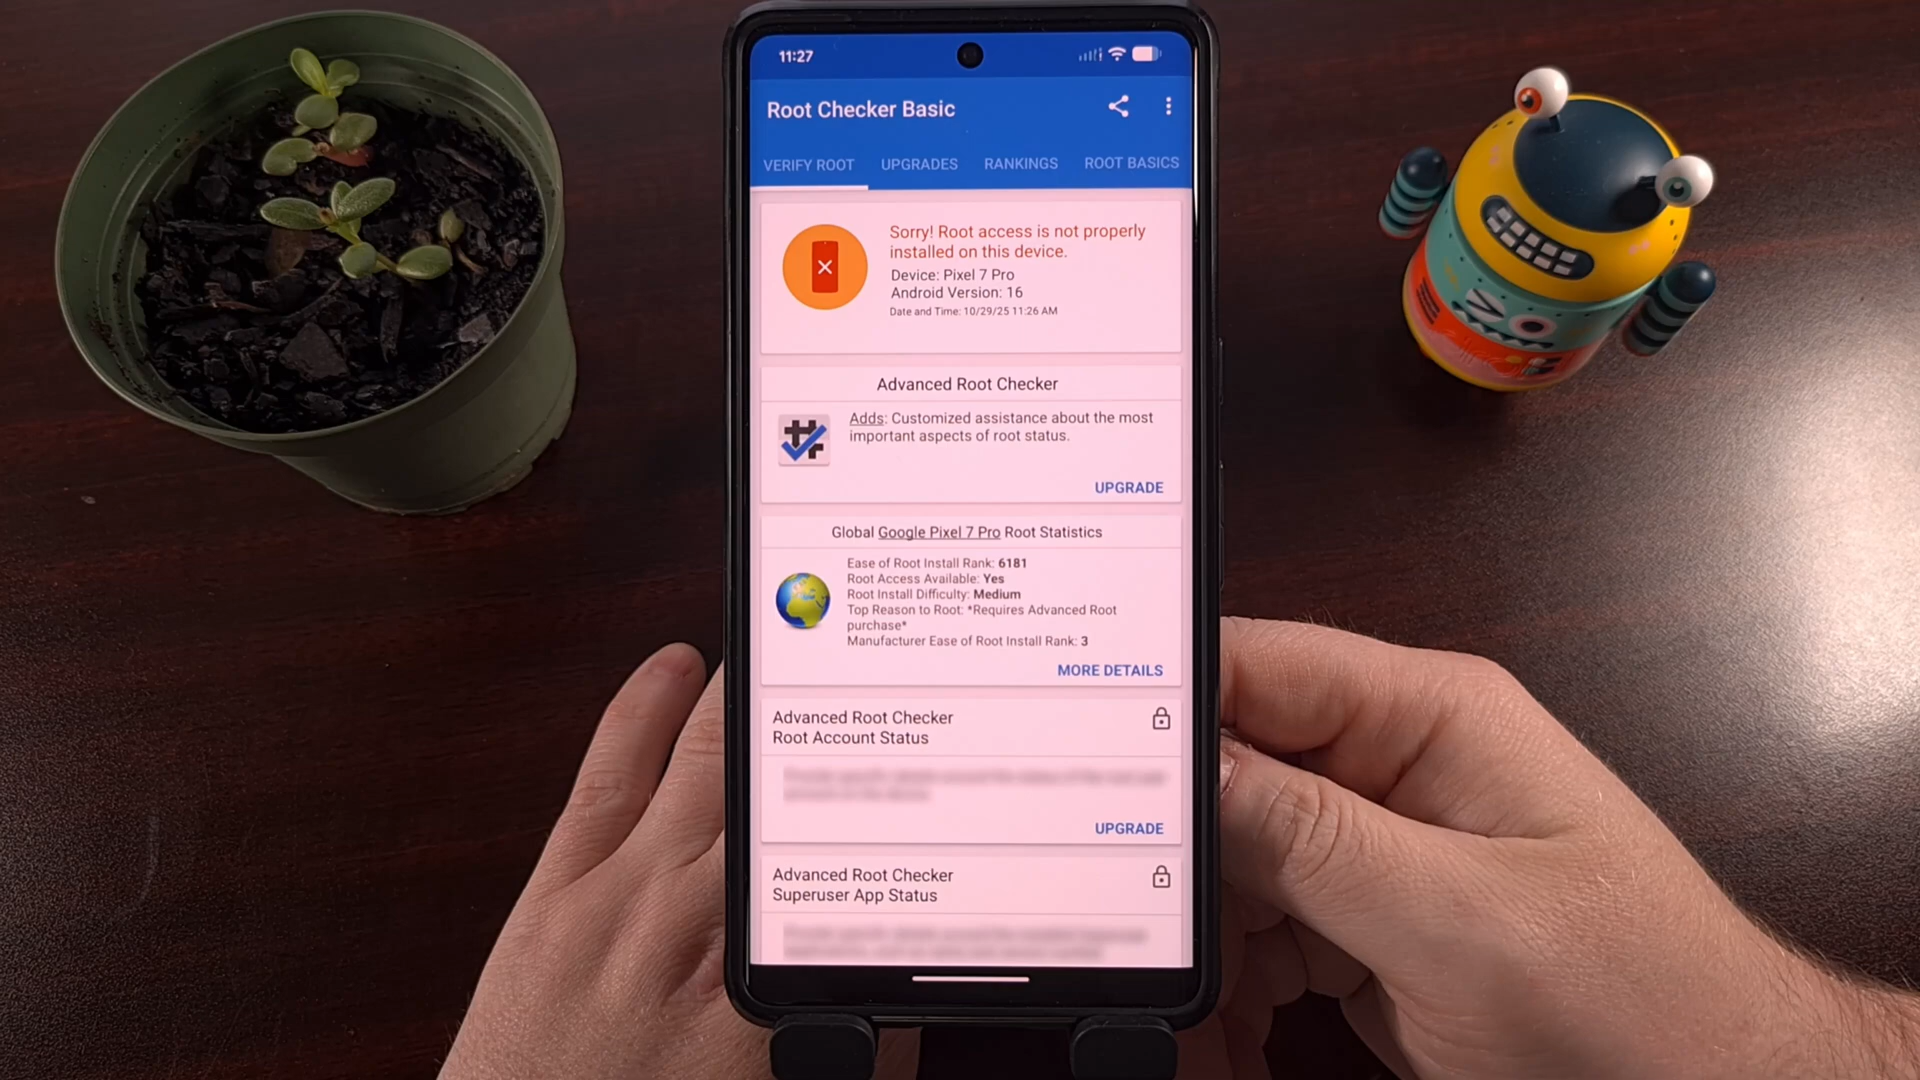 11:27
Root Checker Basic
VERIFY ROOT UPGRADES RANKINGS ROOT BASICS
Sorry! Root access is not properly
installed on this device.
Device: Pixel 7 Pro
Android Version: 16
Date and Time: 10/29/25 11:26 AM
Advanced Root Checker
Adds: Customized assistance about the most
important aspects of root status.
UPGRADE
Global Google Pixel 7 Pro Root Statistics
Ease of Root Install Rank: 6181
Root Access Available: Yes
Root Install Difficulty: Medium
Top Reason to Root: *Requires Advanced Root
purchase*
Manufacturer Ease of Root Install Rank: 3
MORE DETAILS
Advanced Root Checker
Root Account Status
UPGRADE
Advanced Root Checker
Superuser App Status